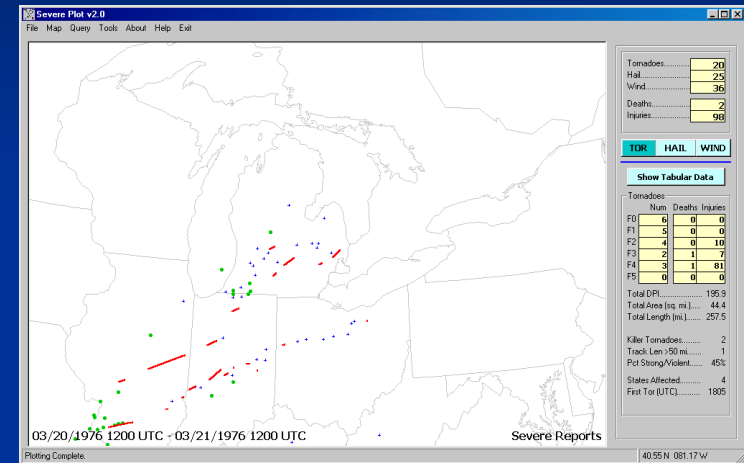 Severe Plot v2.0
File Map Query Tools About Help Exit
Tornadoes............ 20
Hail..................... 25
Wind.................... 36
Deaths................. 2
Injuries................ 98
TOR HAIL WIND
Show Tabular Data
Tornadoes
Num Deaths Injuries
F0 6 0 0
F1 5 0 0
F2 4 0 10
F3 2 1 7
F4 3 1 81
F5 0 0 0
Total DPI.................. 195.9
Total Area (sq. mi.)..... 44.4
Total Length (mi.)....... 257.5
Killer Tornadoes......... 2
Track Len >50 mi....... 1
Pct Strong/Violent..... 45%
States Affected......... 4
First Tor (UTC)........... 1805
03/20/1976 1200 UTC - 03/21/1976 1200 UTC
Severe Reports
Plotting Complete.
40.55 N 081.17 W